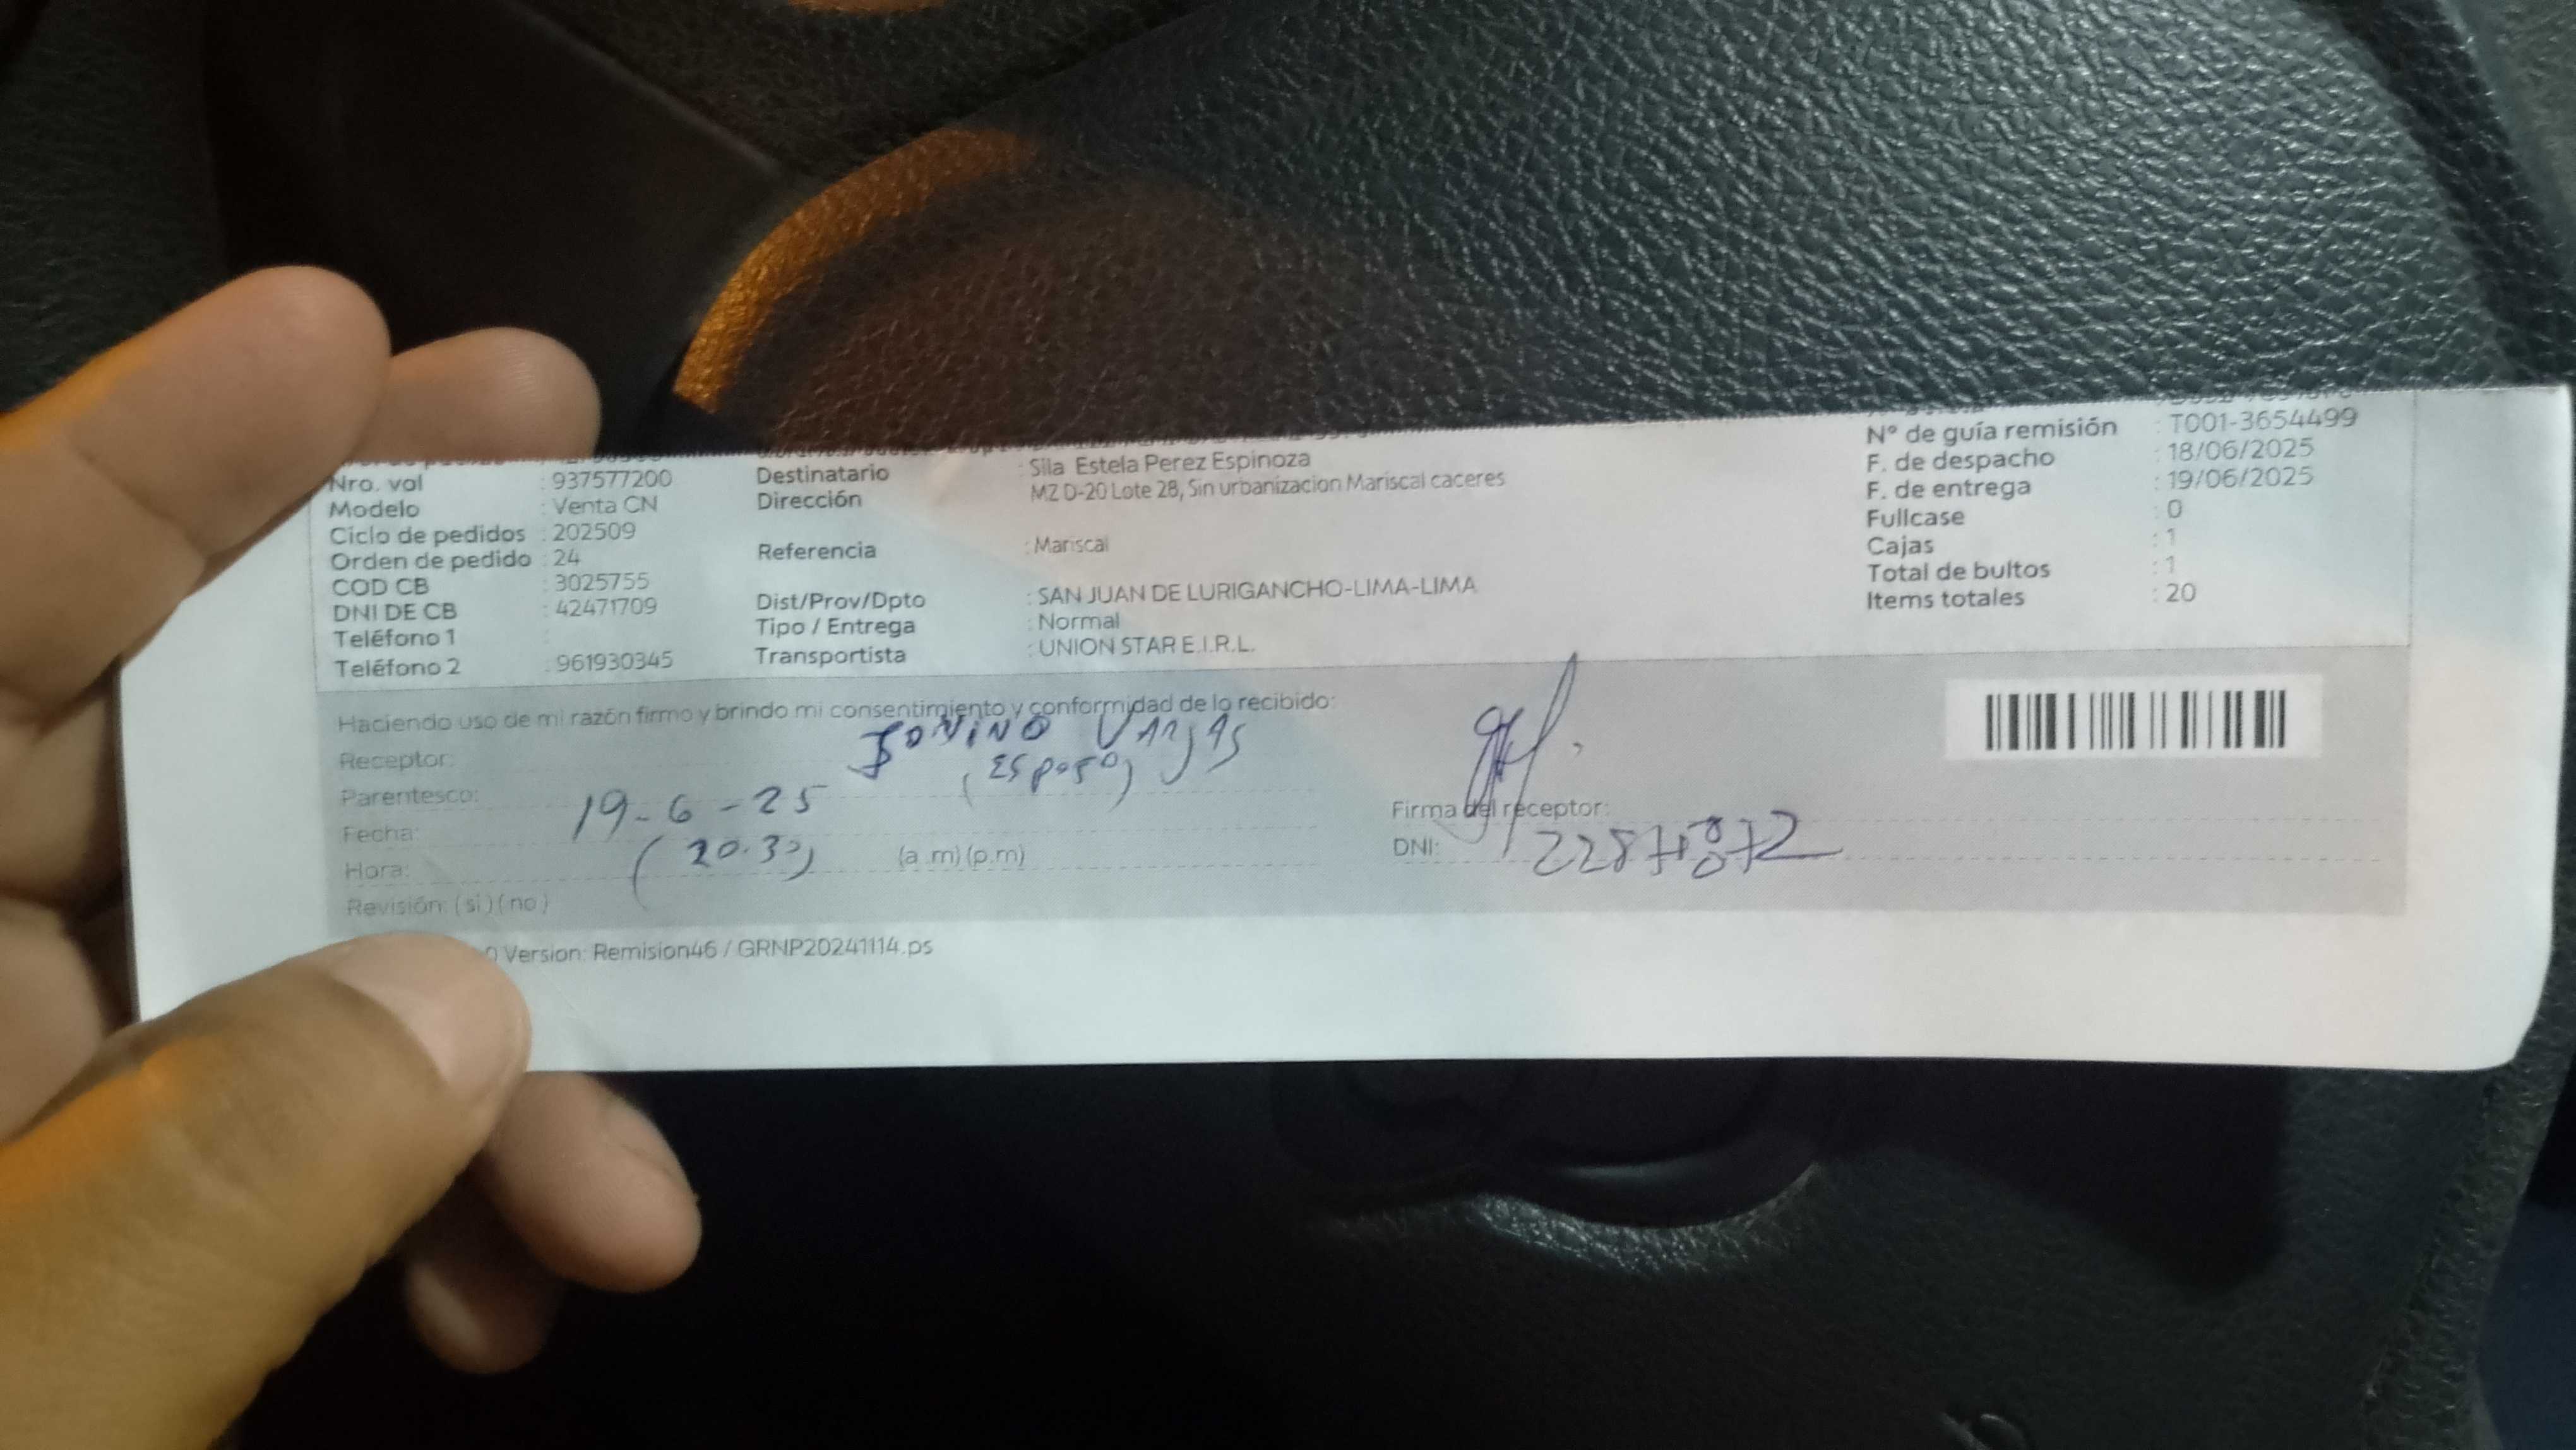 Nro. vol : 937577200
Modelo : Venta CN
Ciclo de pedidos : 202509
Orden de pedido : 24
COD CB : 3025755
DNI DE CB : 42471709
Teléfono 1 :
Teléfono 2 : 961930345
Destinatario : Sila Estela Perez Espinoza
Dirección MZ D-20 Lote 28, Sin urbanizacion Mariscal caceres
Referencia : Mariscal
Dist/Prov/Dpto : SAN JUAN DE LURIGANCHO-LIMA-LIMA
Tipo / Entrega : Normal
Transportista : UNION STAR E.I.R.L.
N° de guía remisión : T001-3654499
F. de despacho : 18/06/2025
F. de entrega : 19/06/2025
Fullcase : 0
Cajas : 1
Total de bultos : 1
Items totales : 20
Haciendo uso de mi razón firmo y brindo mi consentimiento y conformidad de lo recibido:
Receptor: VARgAS
Parentesco: (ESPOSO)
Fecha: 19-6-25
Hora: (20.30) (a.m) (p.m)
Revisión: (si) (no)
Firma del receptor:
DNI:
Version: Remision46 / GRNP20241114.ps